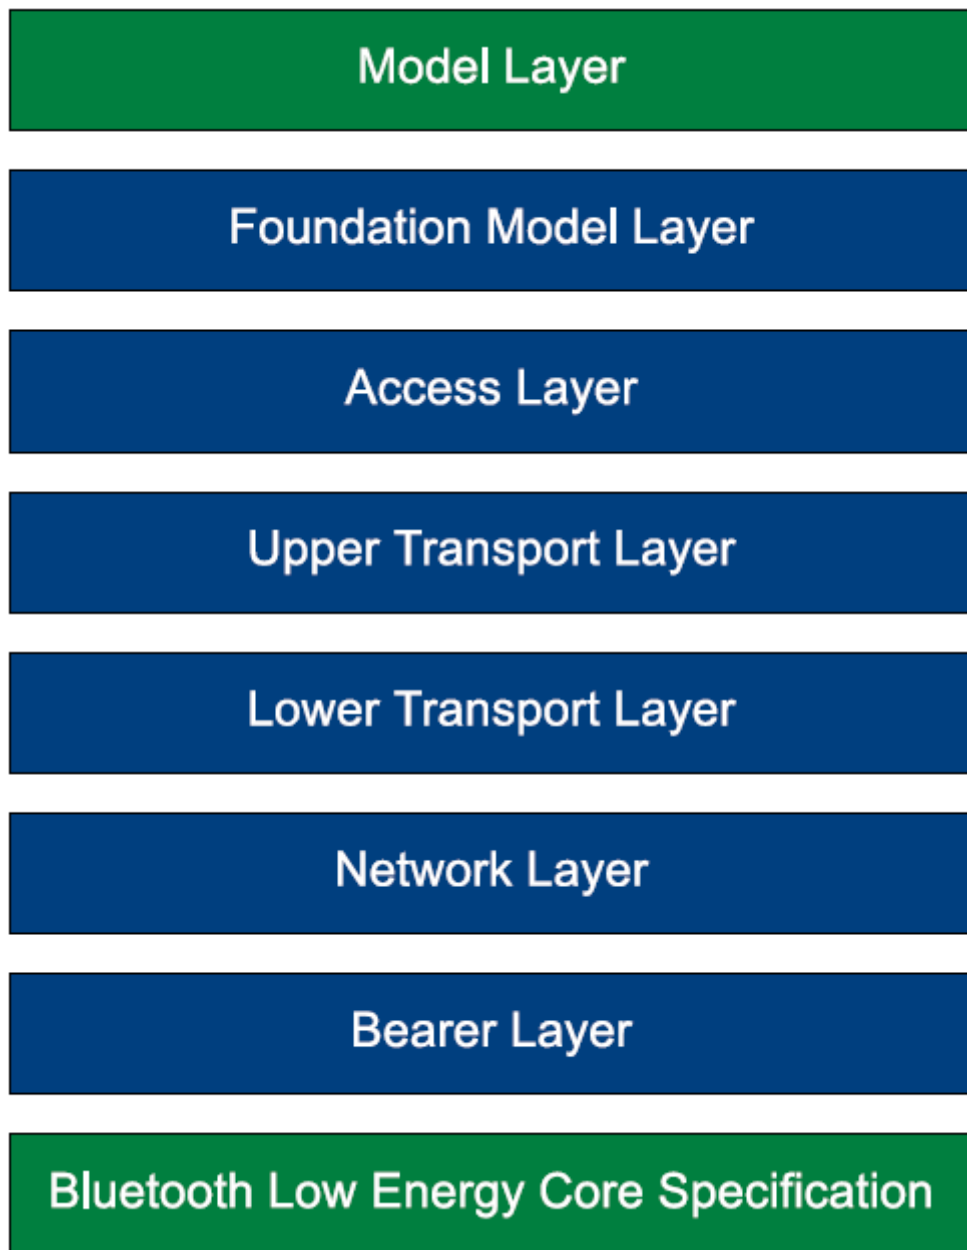 Model Layer
Foundation Model Layer
Access Layer
Upper Transport Layer
Lower Transport Layer
Network Layer
Bearer Layer
Bluetooth Low Energy Core Specification